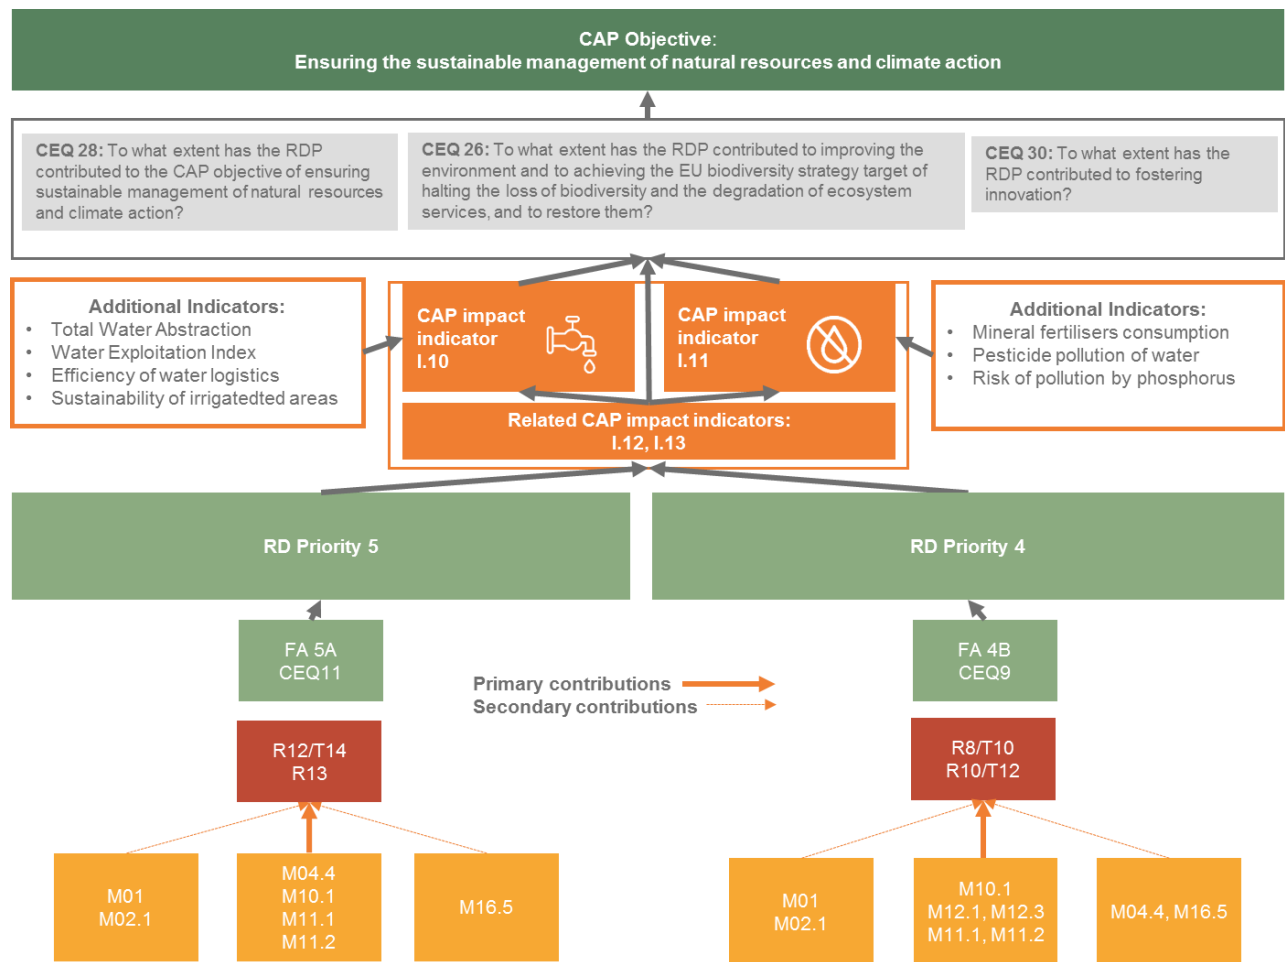 CAP Objective:
Ensuring the sustainable management of natural resources and climate action
CEQ 28: To what extent has the RDP
contributed to the CAP objective of ensuring
sustainable management of natural resources
and climate action?
CEQ 26: To what extent has the RDP contributed to improving the
environment and to achieving the EU biodiversity strategy target of
halting the loss of biodiversity and the degradation of ecosystem
services, and to restore them?
CEQ 30: To what extent has the
RDP contributed to fostering
innovation?
Additional Indicators:
• Total Water Abstraction
• Water Exploitation Index
• Efficiency of water logistics
• Sustainability of irrigatedted areas
CAP impact
indicator
I.10
CAP impact
indicator
I.11
Additional Indicators:
• Mineral fertilisers consumption
• Pesticide pollution of water
• Risk of pollution by phosphorus
Related CAP impact indicators:
I.12, I.13
RD Priority 5
RD Priority 4
FA 5A
CEQ11
FA 4B
CEQ9
Primary contributions
Secondary contributions
R12/T14
R13
R8/T10
R10/T12
M01
M02.1
M04.4
M10.1
M11.1
M11.2
M16.5
M01
M02.1
M10.1
M12.1, M12.3
M11.1, M11.2
M04.4, M16.5